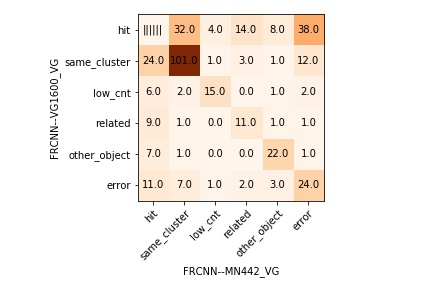 hit |||||| 32.0 4.0 14.0 8.0 38.0
same_cluster 24.0 101.0 1.0 3.0 1.0 12.0
low_cnt 6.0 2.0 15.0 0.0 1.0 2.0
related 9.0 1.0 0.0 11.0 1.0 1.0
other_object 7.0 1.0 0.0 0.0 22.0 1.0
error 11.0 7.0 1.0 2.0 3.0 24.0
FRCNN--VG1600_VG
hit same_cluster low_cnt related other_object error
FRCNN--MN442_VG